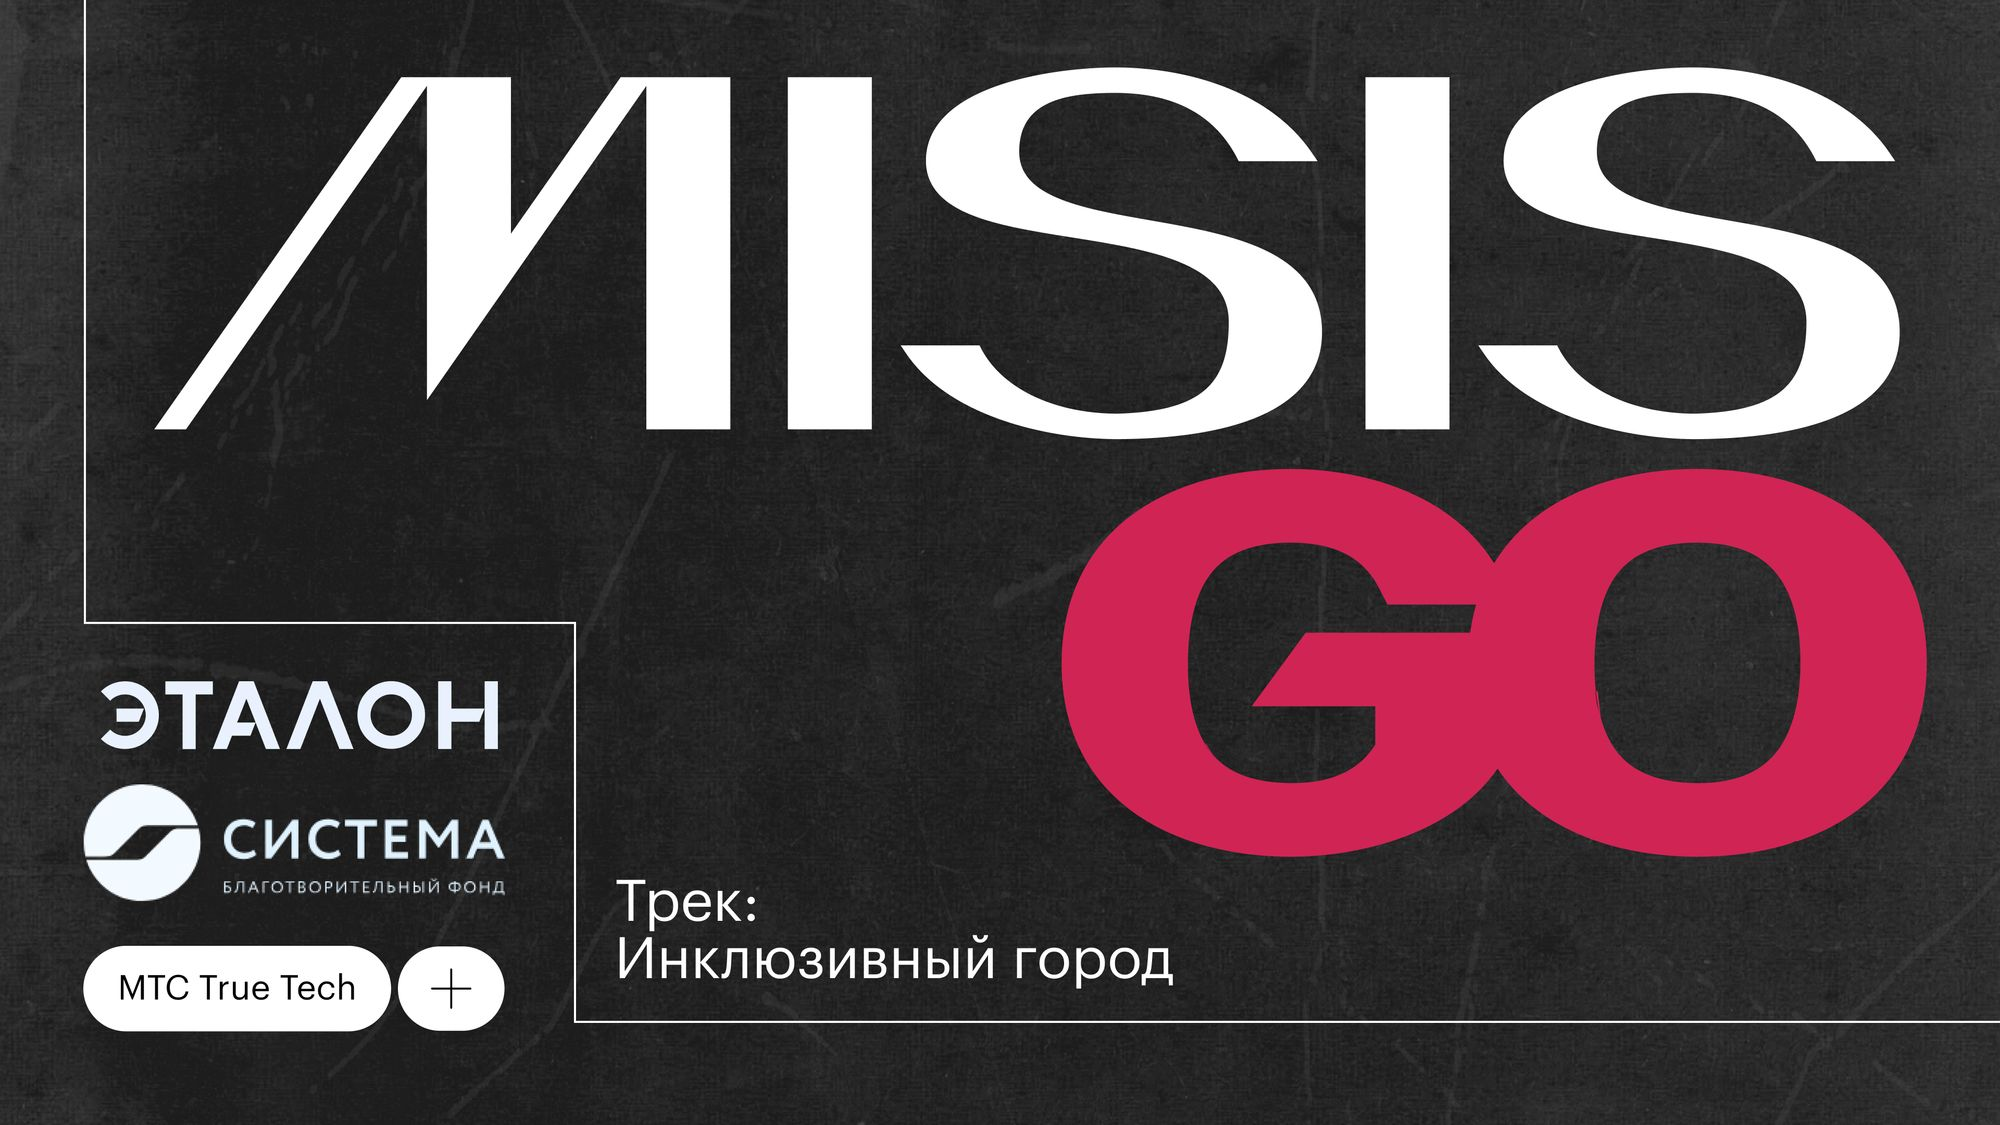 MISIS
GO
ЭТАЛОН
СИСТЕМА
БЛАГОТВОРИТЕЛЬНЫЙ ФОНД
МТС True Tech +
Трек:
Инклюзивный город